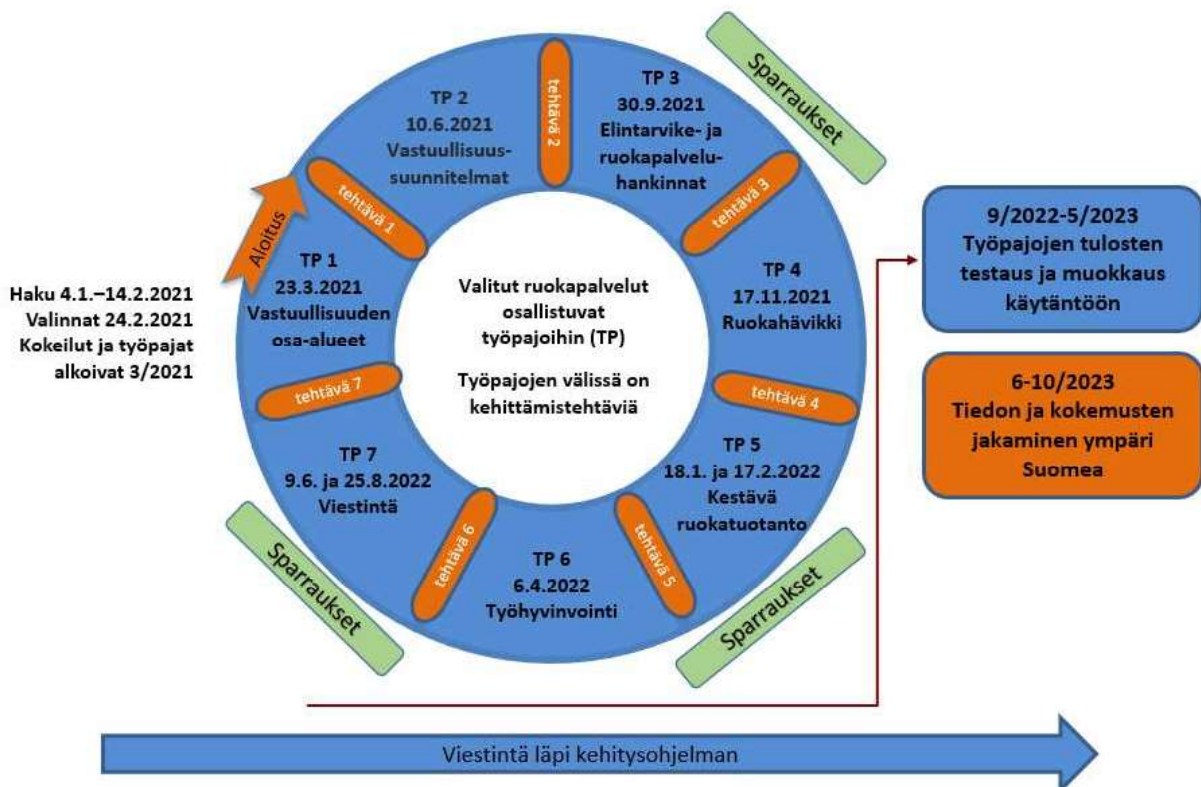 Haku 4.1.–14.2.2021
Valinnat 24.2.2021
Kokeilut ja työpajat
alkoivat 3/2021
Aloitus
TP 1
23.3.2021
Vastuullisuuden
osa-alueet
tehtävä 1
TP 2
10.6.2021
Vastuullisuus-
suunnitelmat
tehtävä 2
TP 3
30.9.2021
Elintarvike- ja
ruokapalvelu-
hankinnat
tehtävä 3
Sparraukset
TP 4
17.11.2021
Ruokahävikki
tehtävä 4
TP 5
18.1. ja 17.2.2022
Kestävä
ruokatuotanto
tehtävä 5
Sparraukset
TP 6
6.4.2022
Työhyvinvointi
tehtävä 6
TP 7
9.6. ja 25.8.2022
Viestintä
tehtävä 7
Sparraukset
Valitut ruokapalvelut
osallistuvat
työpajoihin (TP)
Työpajojen välissä on
kehittämistehtäviä
9/2022-5/2023
Työpajojen tulosten
testaus ja muokkaus
käytäntöön
6-10/2023
Tiedon ja kokemusten
jakaminen ympäri
Suomea
Viestintä läpi kehitysohjelman